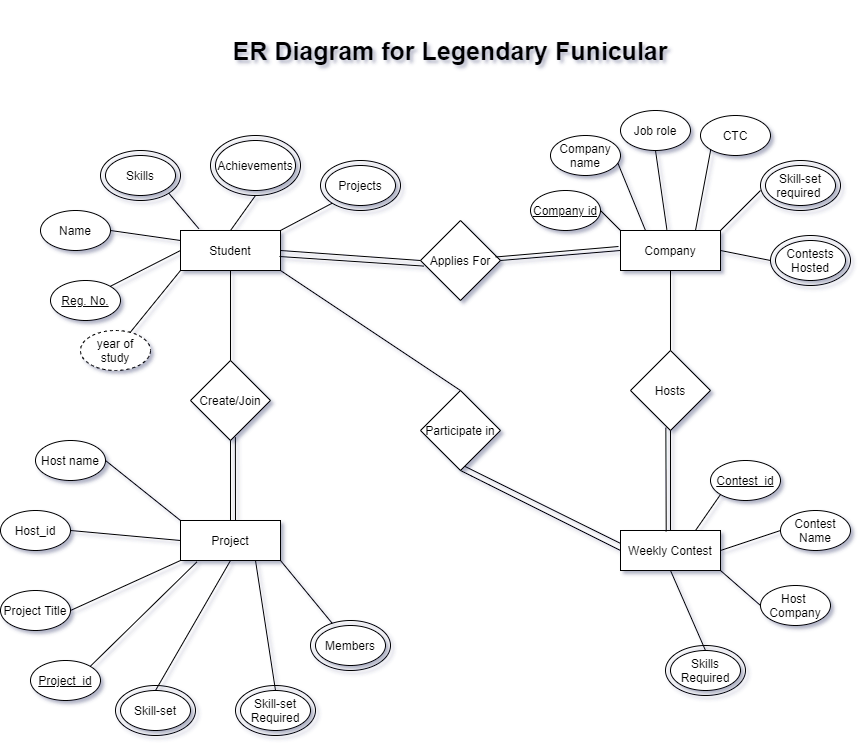 ER Diagram for Legendary Funicular
Job role
CTC
Company
name
Achievements
Skills
Projects
Skill-set
required
Company_id
Name
Student
Applies For
Company
Contests
Hosted
Reg. No.
year of
study
Create/Join
Participate in
Hosts
Host name
Contest_id
Host_id
Project
Weekly Contest
Contest
Name
Project Title
Host
Company
Members
Project_id
Skills
Required
Skill-set
Skill-set
Required